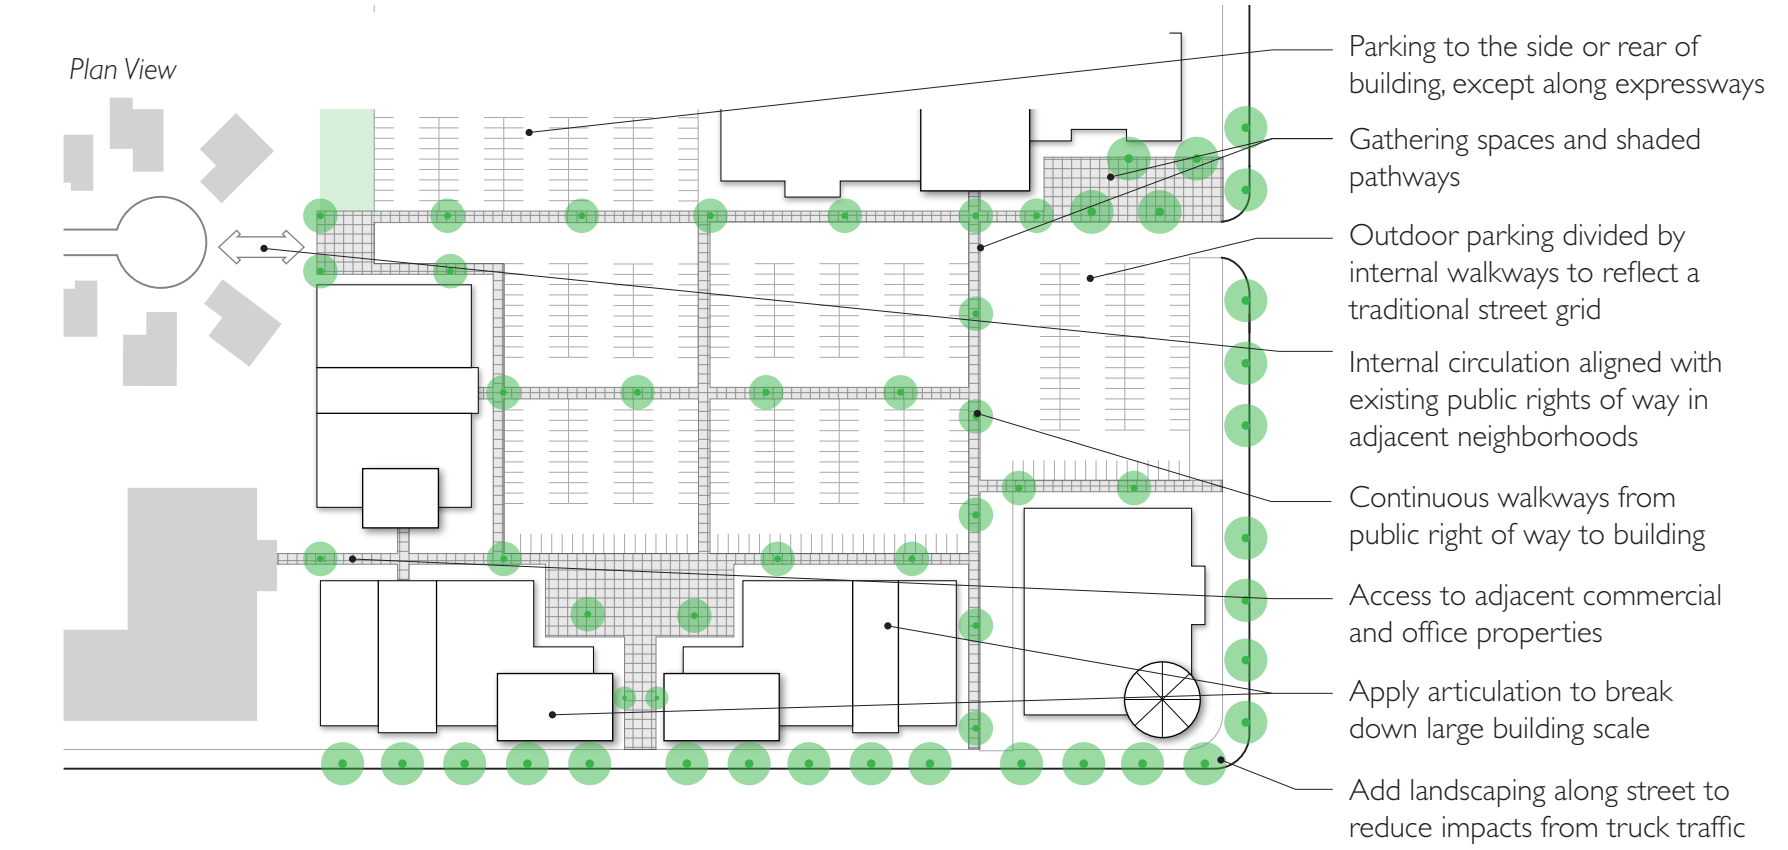 Plan View
Parking to the side or rear of
building, except along expressways
Gathering spaces and shaded
pathways
Outdoor parking divided by
internal walkways to reflect a
traditional street grid
Internal circulation aligned with
existing public rights of way in
adjacent neighborhoods
Continuous walkways from
public right of way to building
Access to adjacent commercial
and office properties
Apply articulation to break
down large building scale
Add landscaping along street to
reduce impacts from truck traffic